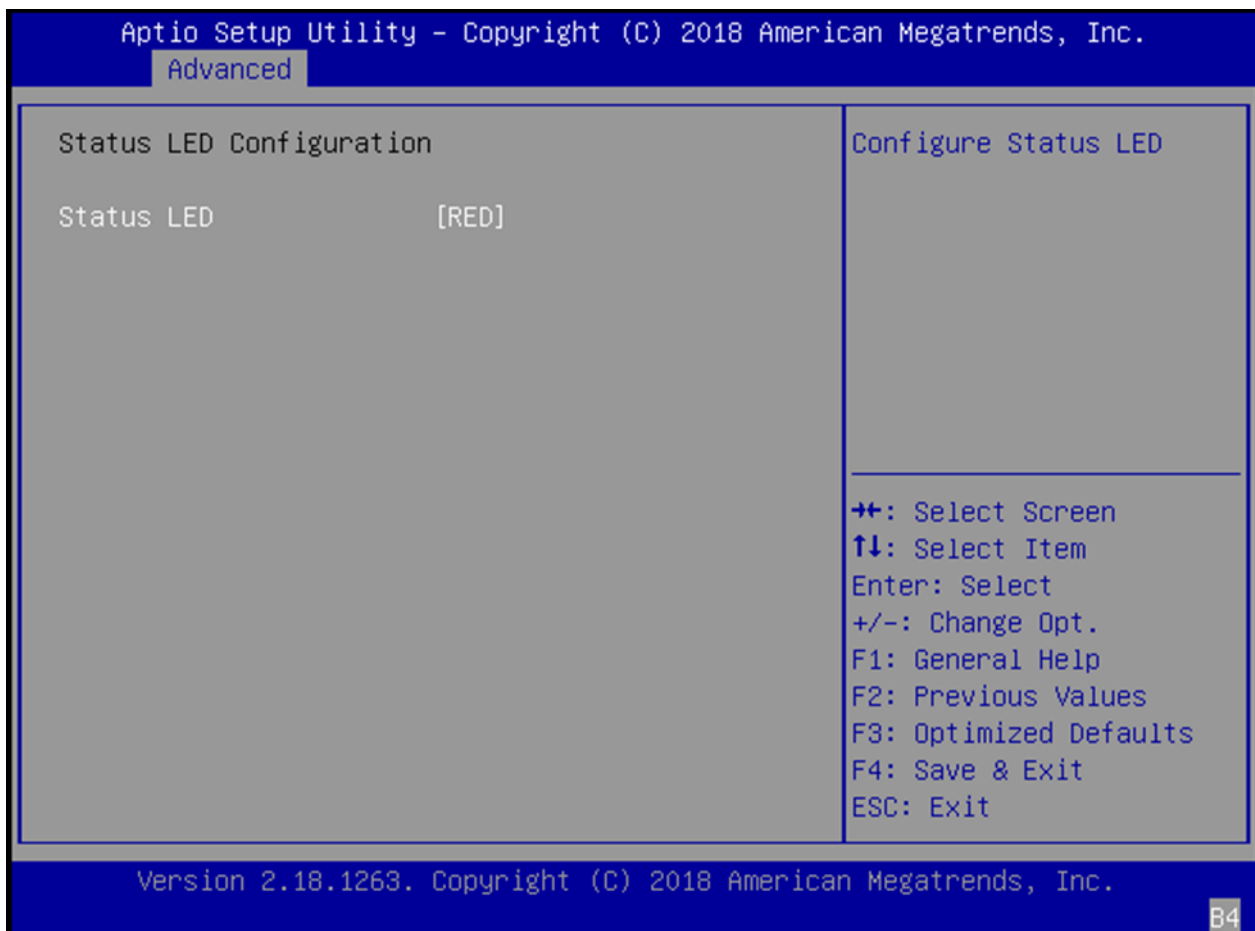 Aptio Setup Utility – Copyright (C) 2018 American Megatrends, Inc.
Advanced
Status LED Configuration
Status LED [RED]
Configure Status LED
→←: Select Screen
↑↓: Select Item
Enter: Select
+/-: Change Opt.
F1: General Help
F2: Previous Values
F3: Optimized Defaults
F4: Save & Exit
ESC: Exit
Version 2.18.1263. Copyright (C) 2018 American Megatrends, Inc.
B4